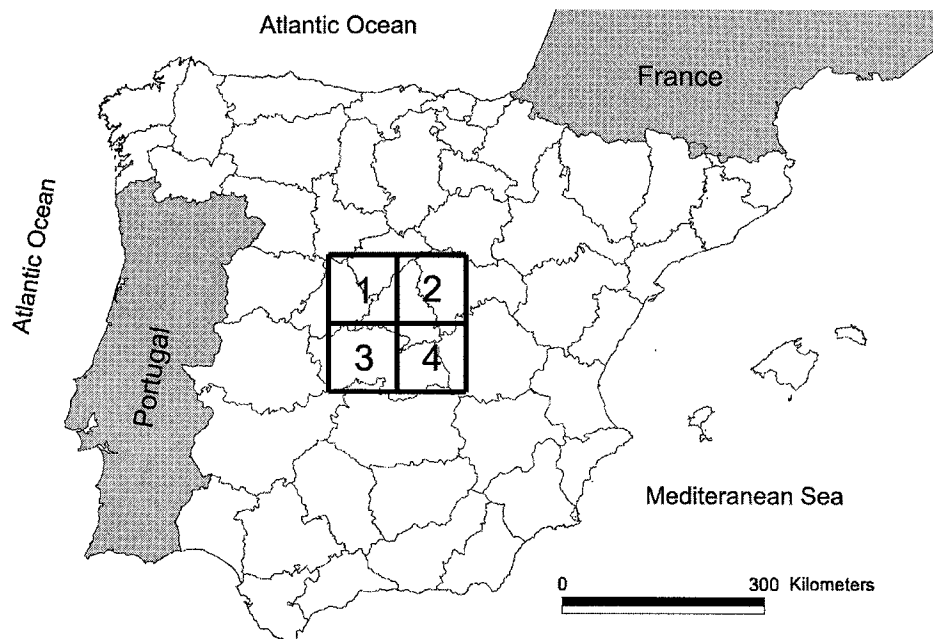 Atlantic Ocean
France
Atlantic Ocean
1
2
3
4
Portugal
Mediteranean Sea
0
300 Kilometers